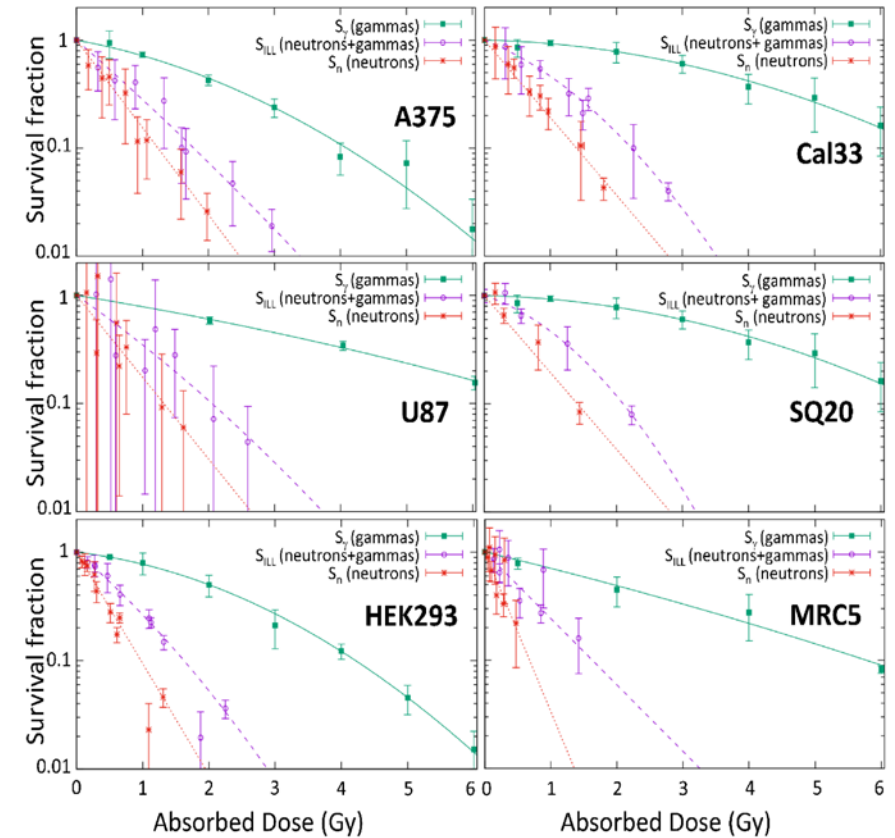 Survival fraction
1
0.1
0.01
Sγ (gammas)
SILL (neutrons+gammas)
Sn (neutrons)
A375
Sγ (gammas)
SILL (neutrons+ gammas)
Sn (neutrons)
Cal33
Survival fraction
1
0.1
0.01
Sγ (gammas)
SILL (neutrons+gammas)
Sn (neutrons)
U87
Sγ (gammas)
SILL (neutrons+ gammas)
Sn (neutrons)
SQ20
Survival fraction
1
0.1
0.01
Sγ (gammas)
SILL (neutrons+gammas)
Sn (neutrons)
HEK293
Sγ (gammas)
SILL (neutrons+gammas)
Sn (neutrons)
MRC5
0 1 2 3 4 5 6
0 1 2 3 4 5 6
Absorbed Dose (Gy)
Absorbed Dose (Gy)